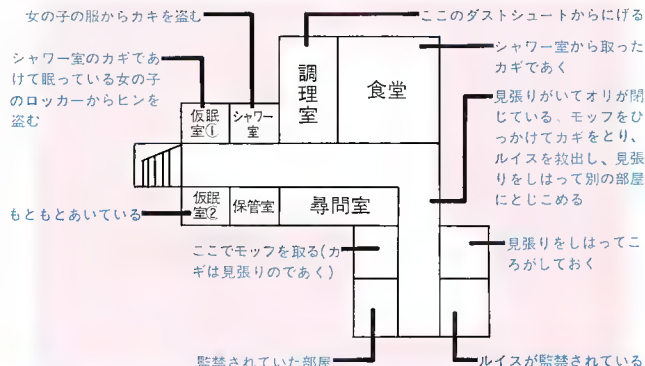 女の子の服からカギを盗む
ここのダストシュートからにげる
シャワー室のカギであ
けて眠っている女の子
のロッカーからヒンを
盗む
シャワー室から取った
カギであく
調理室
食堂
見張りがいてオリが閉
じている、モッフをひ
っかけてカギをとり、
ルイスを救出し、見張
りをしはって別の部屋
にとじこめる
仮眠
室①
シャワー
室
もともとあいている
仮眠
室②
保管室
尋問室
ここでモッフを取る(カ
ギは見張りのであく)
見張りをしはってこ
ろがしておく
監禁されていた部屋
ルイスが監禁されている